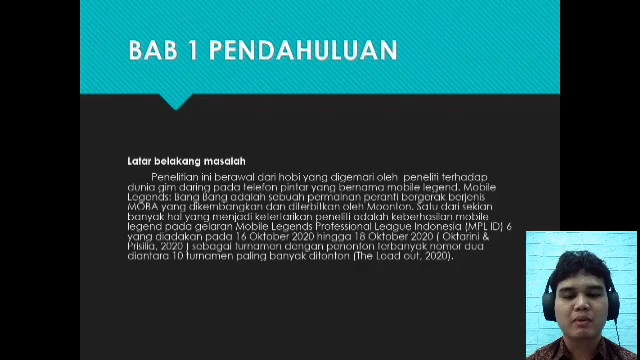 BAB 1 PENDAHULUAN
Latar belakang masalah
Penelitian ini berawal dari hobi yang digemari oleh peneliti terhadap
dunia gim daring pada telefon pintar yang bernama mobile legend. Mobile
Legends: Bang Bang adalah sebuah permainan peranti bergerak berjenis
MOBA yang dikembangkan dan diterbitkan oleh Moonton. Satu dari sekian
banyak hal yang menjadi ketertarikan peneliti adalah keberhasilan mobile
legend pada gelaran Mobile Legends Professional League Indonesia (MPL ID) 6
yang diadakan pada 16 Oktober 2020 hingga 18 Oktober 2020 ( Oktarini &
Prisilia, 2020 ) sabagai turnamen dengan penonton terbanyak nomor dua
diantara 10 turnamen paling banyak ditonton (The Load out, 2020).